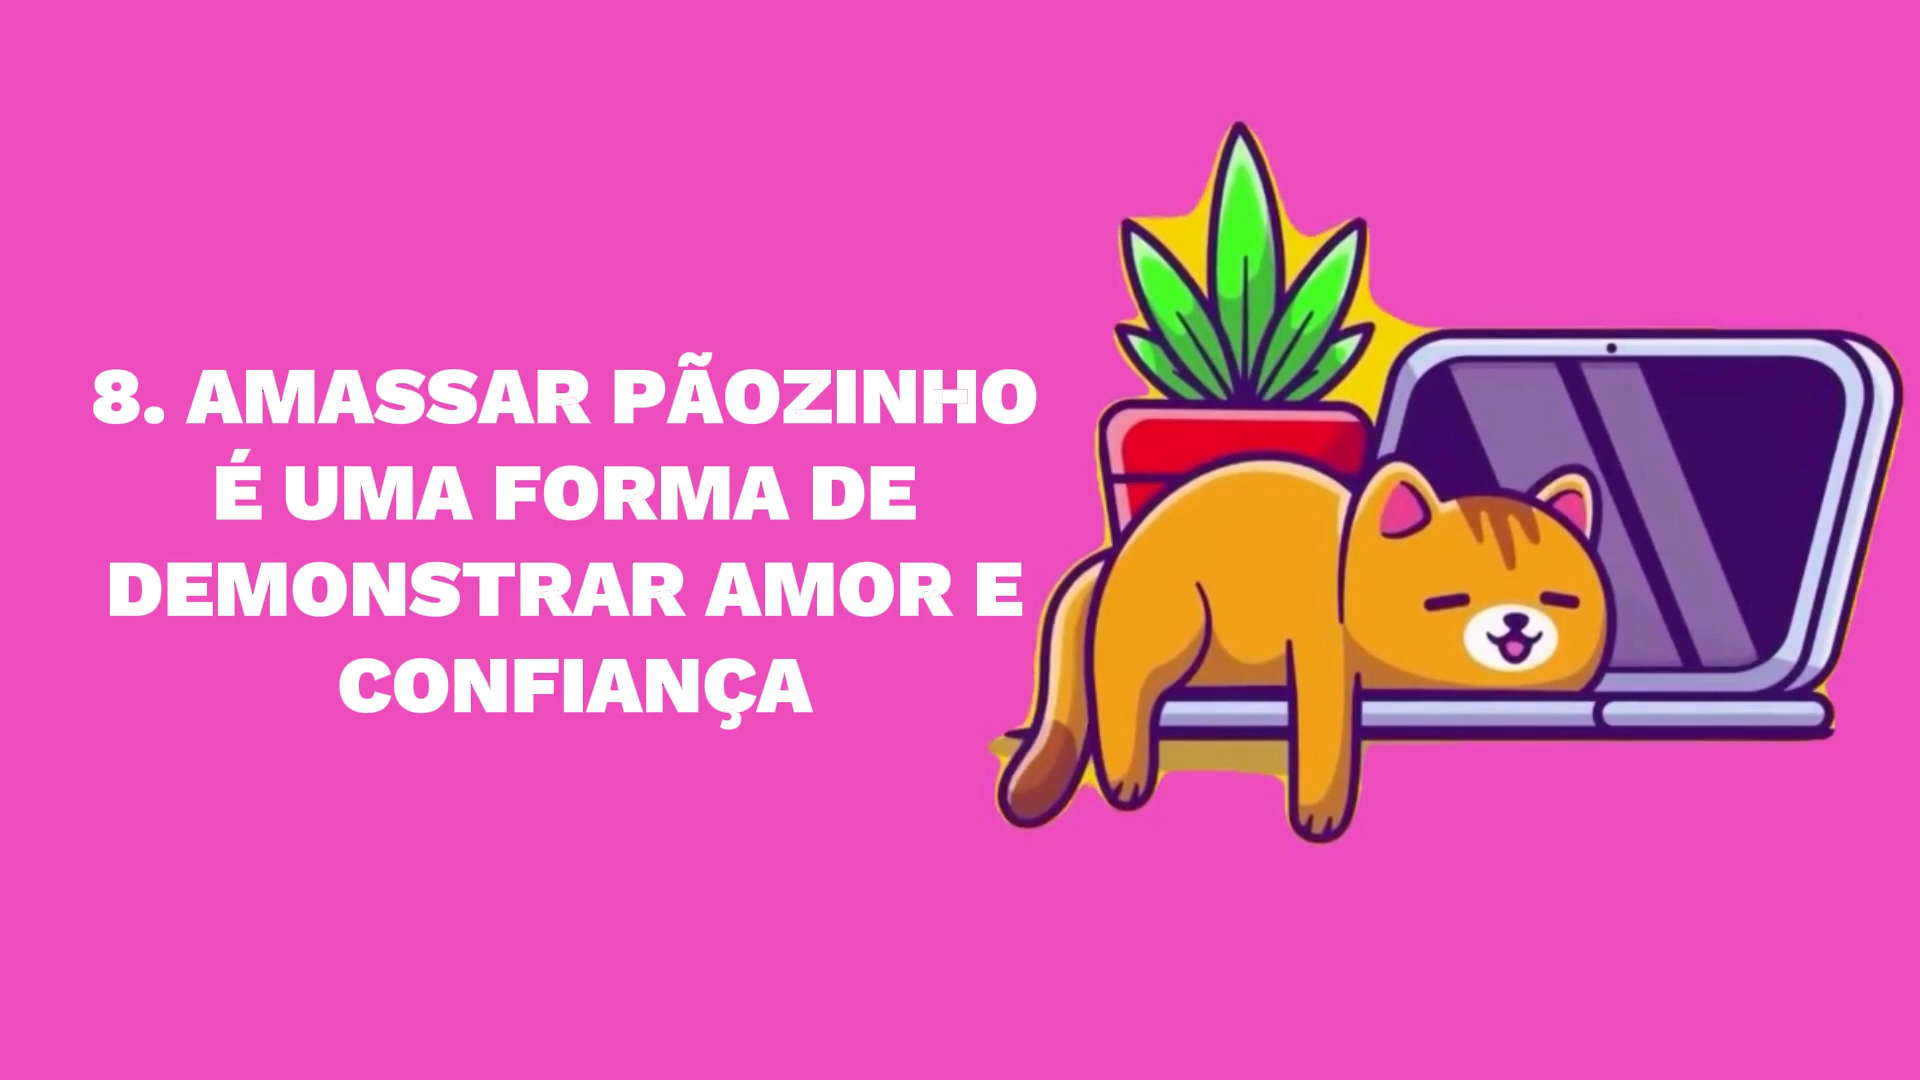 8. AMASSAR PÃOZINHO
É UMA FORMA DE
DEMONSTRAR AMOR E
CONFIANÇA